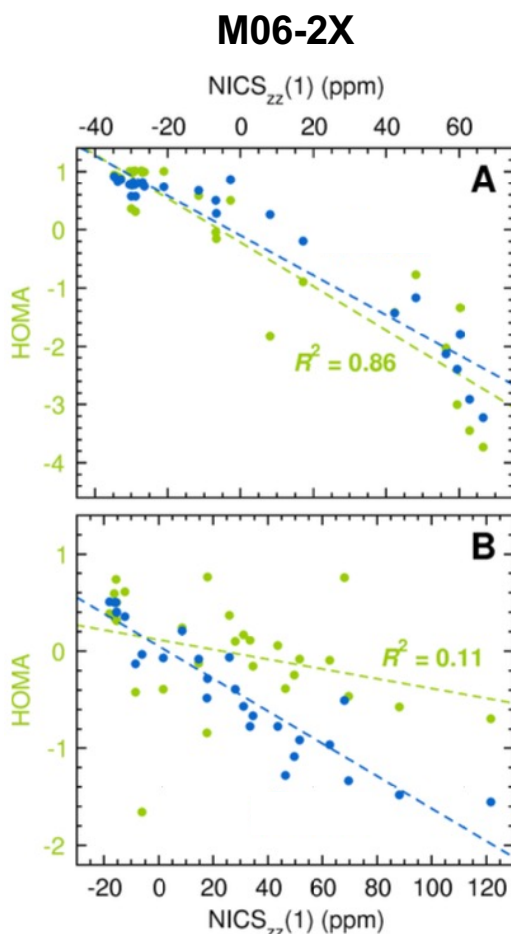 M06-2X
NICSzz(1) (ppm)
-40 -20 0 20 40 60
A
1
0
-1
-2
-3
-4
HOMA
R² = 0.86
B
1
0
-1
-2
HOMA
R² = 0.11
-20 0 20 40 60 80 100 120
NICSzz(1) (ppm)